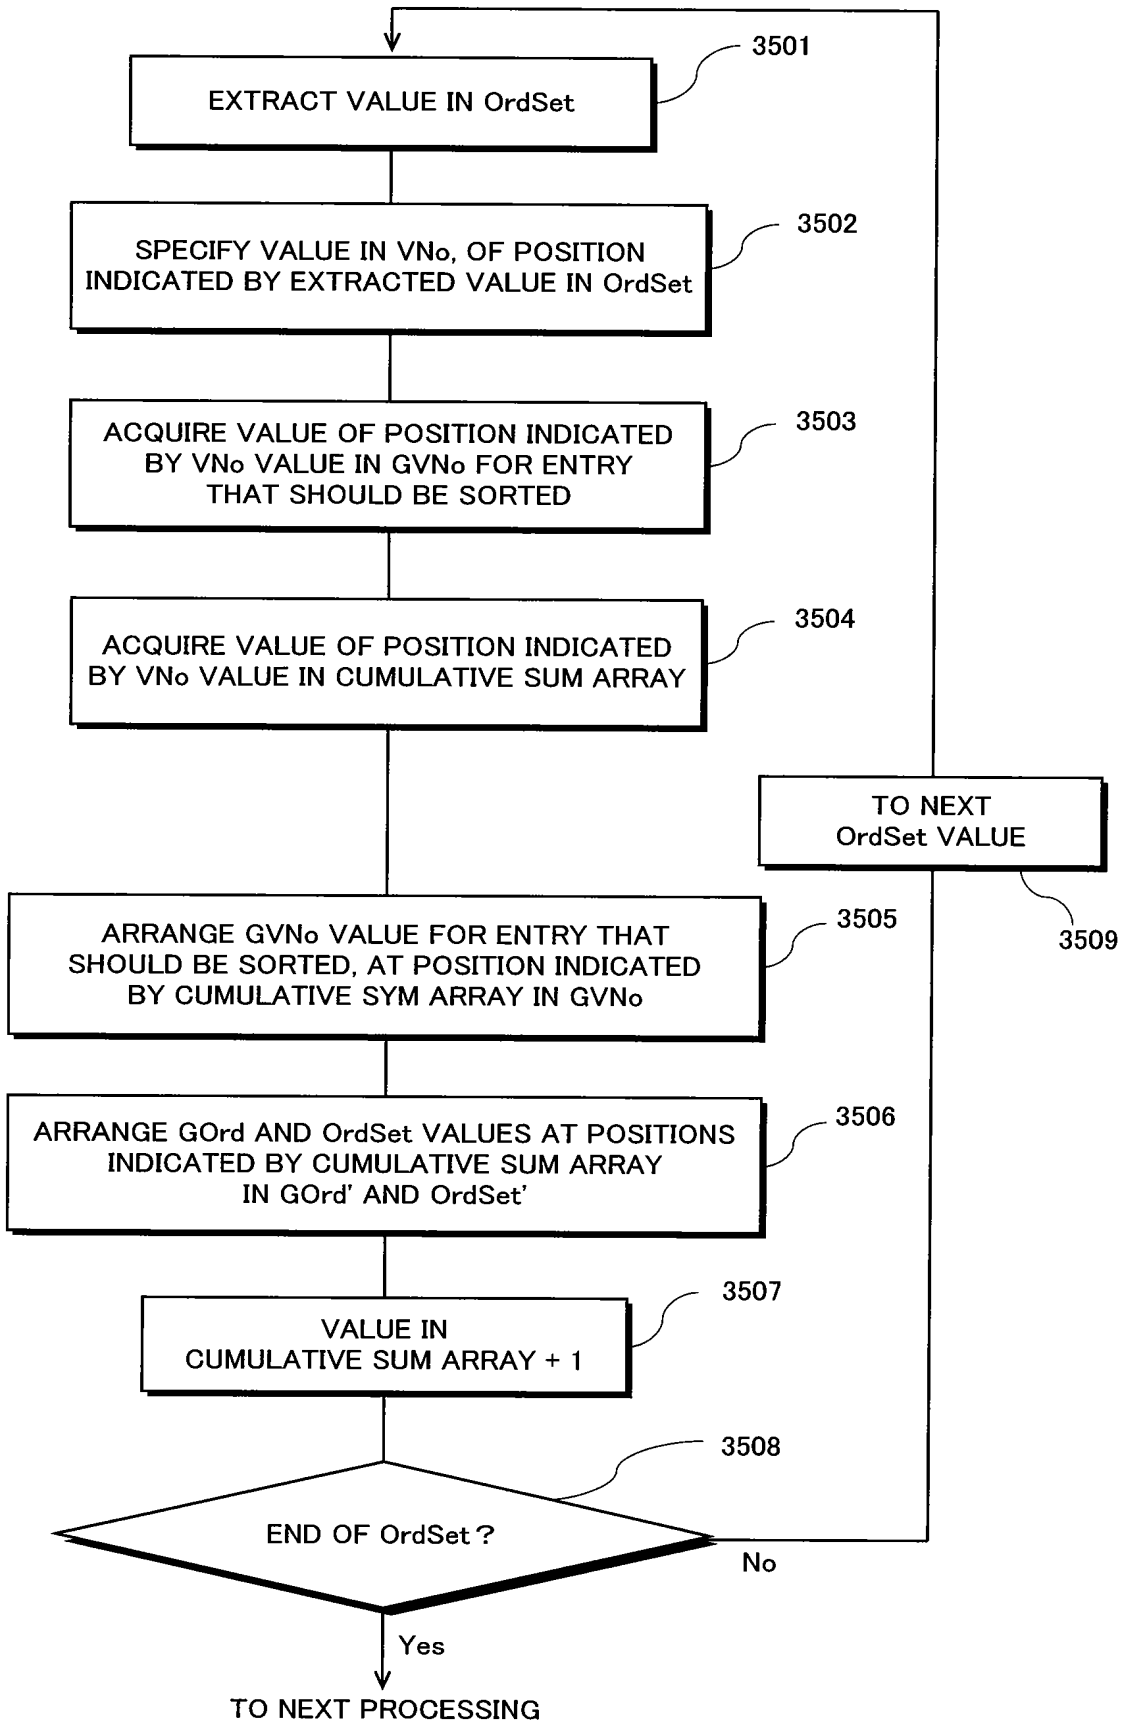 3501
EXTRACT VALUE IN OrdSet
3502
SPECIFY VALUE IN VNo, OF POSITION
INDICATED BY EXTRACTED VALUE IN OrdSet
3503
ACQUIRE VALUE OF POSITION INDICATED
BY VNo VALUE IN GVNo FOR ENTRY
THAT SHOULD BE SORTED
3504
ACQUIRE VALUE OF POSITION INDICATED
BY VNo VALUE IN CUMULATIVE SUM ARRAY
TO NEXT
OrdSet VALUE
3509
3505
ARRANGE GVNo VALUE FOR ENTRY THAT
SHOULD BE SORTED, AT POSITION INDICATED
BY CUMULATIVE SYM ARRAY IN GVNo
3506
ARRANGE GOrd AND OrdSet VALUES AT POSITIONS
INDICATED BY CUMULATIVE SUM ARRAY
IN GOrd' AND OrdSet'
3507
VALUE IN
CUMULATIVE SUM ARRAY + 1
3508
END OF OrdSet?
No
Yes
TO NEXT PROCESSING